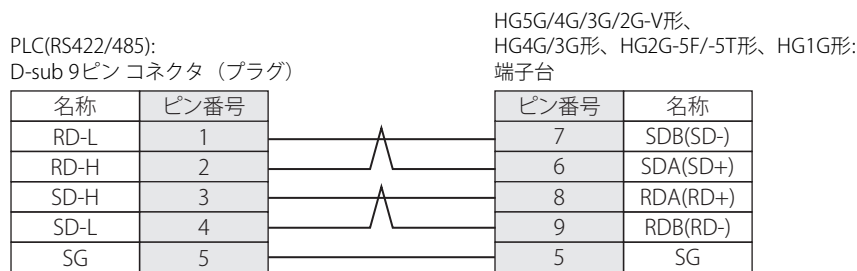 HG5G/4G/3G/2G-V形、
PLC(RS422/485): HG4G/3G形、HG2G-5F/-5T形、HG1G形:
D-sub 9ピン コネクタ（プラグ） 端子台
名称 ピン番号 ピン番号 名称
RD-L 1 7 SDB(SD-)
RD-H 2 6 SDA(SD+)
SD-H 3 8 RDA(RD+)
SD-L 4 9 RDB(RD-)
SG 5 5 SG